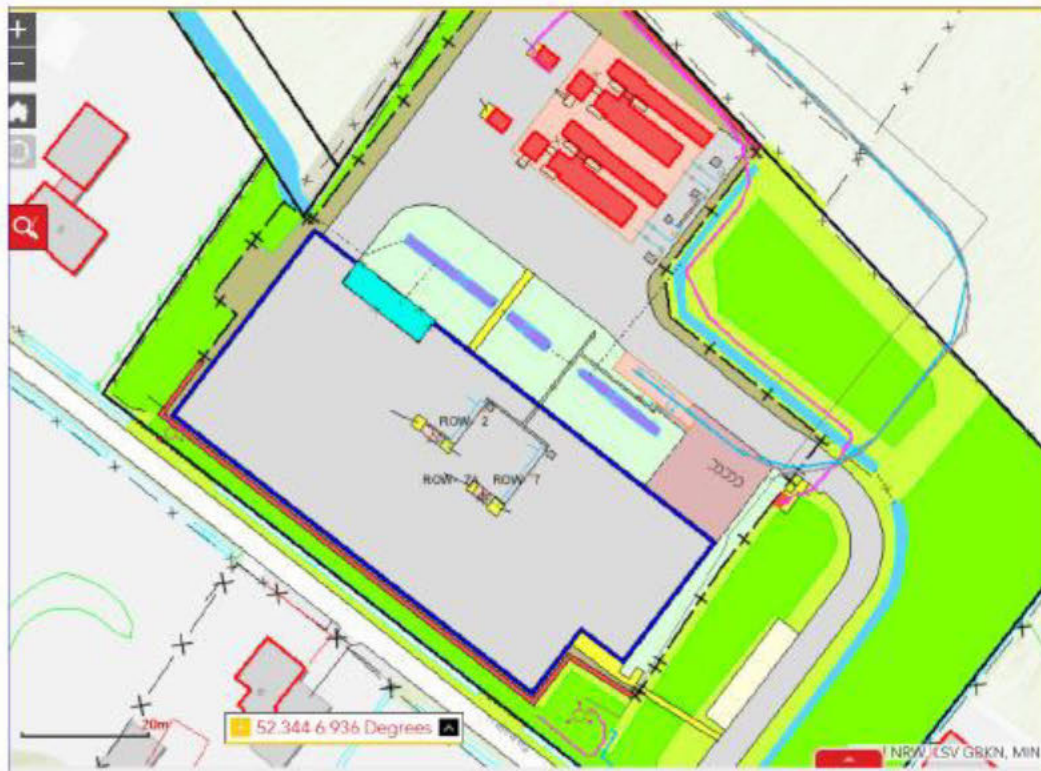 ROW 2
ROW 7A ROW 7
20m
52.344 6.936 Degrees
NRW, LSV GBKN, MIN